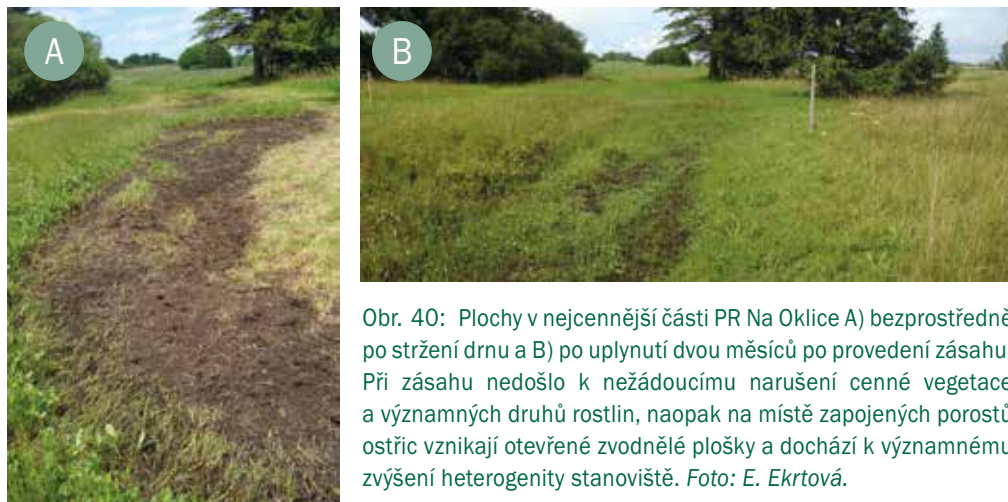 A
B
Obr. 40: Plochy v nejcennější části PR Na Oklice A) bezprostředně
po stržení drnu a B) po uplynutí dvou měsíců po provedení zásahu
Při zásahu nedošlo k nežádoucímu narušení cenné vegetace
a významných druhů rostlin, naopak na místě zapojených porostů
ostřic vznikají otevřené zvodnělé plošky a dochází k významnému
zvýšení heterogenity stanoviště. Foto: E. Ekrtová.